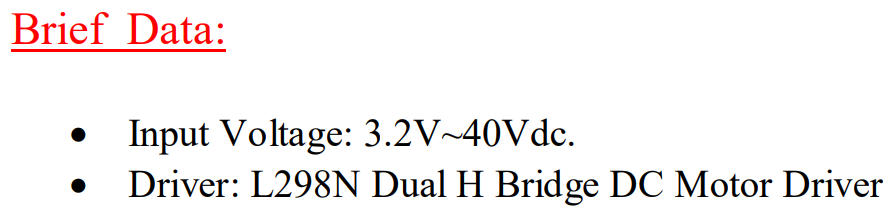 Brief Data:
• Input Voltage: 3.2V~40Vdc.
• Driver: L298N Dual H Bridge DC Motor Driver